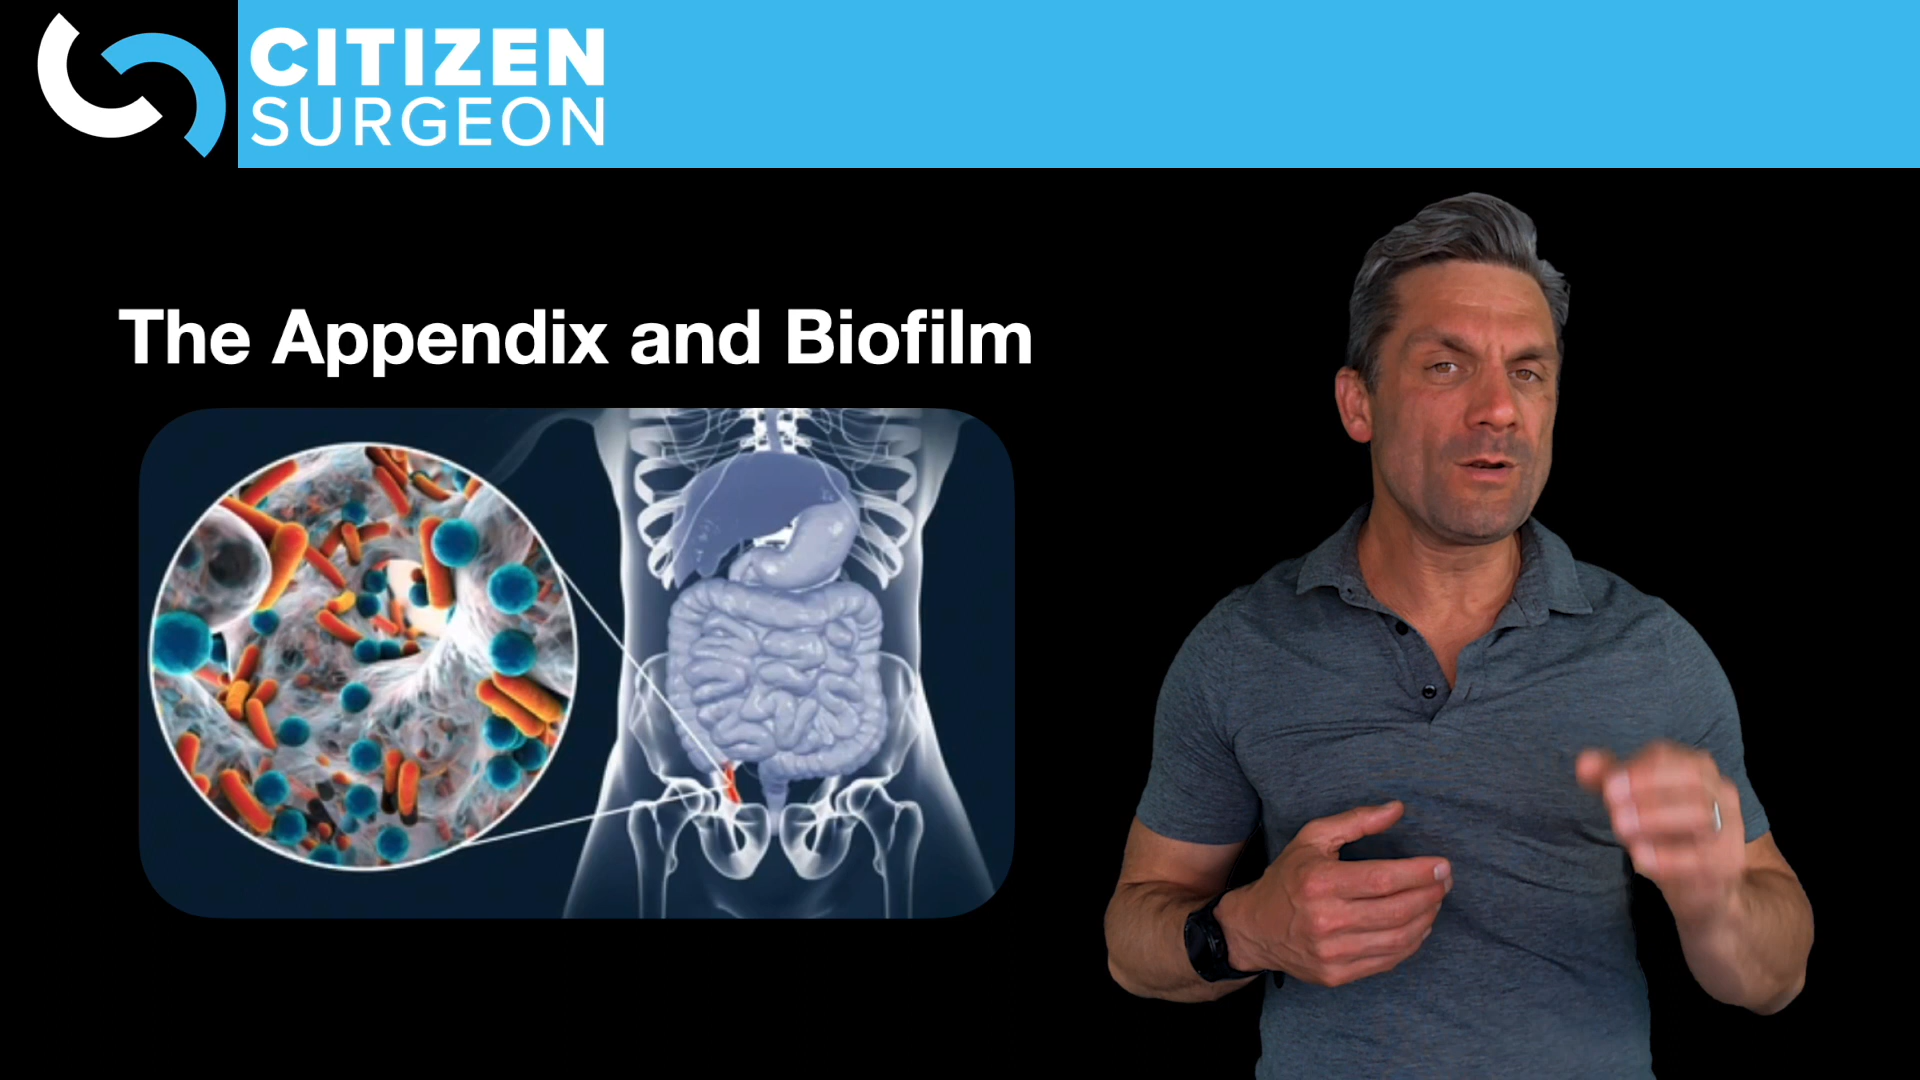 CITIZEN
SURGEON
The Appendix and Biofilm